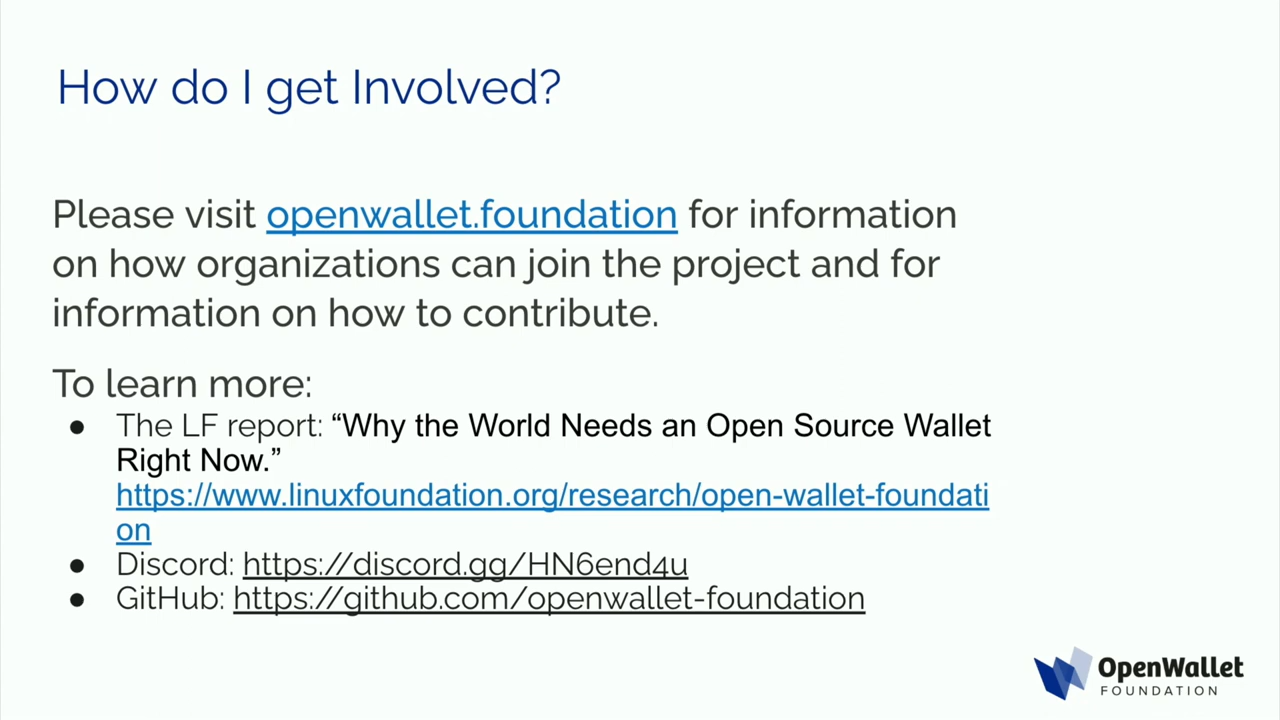 How do I get Involved?
Please visit openwallet.foundation for information
on how organizations can join the project and for
information on how to contribute.
To learn more:
● The LF report: “Why the World Needs an Open Source Wallet
Right Now.”
https://www.linuxfoundation.org/research/open-wallet-foundati
on
● Discord: https://discord.gg/HN6end4u
● GitHub: https://github.com/openwallet-foundation
OpenWallet
FOUNDATION